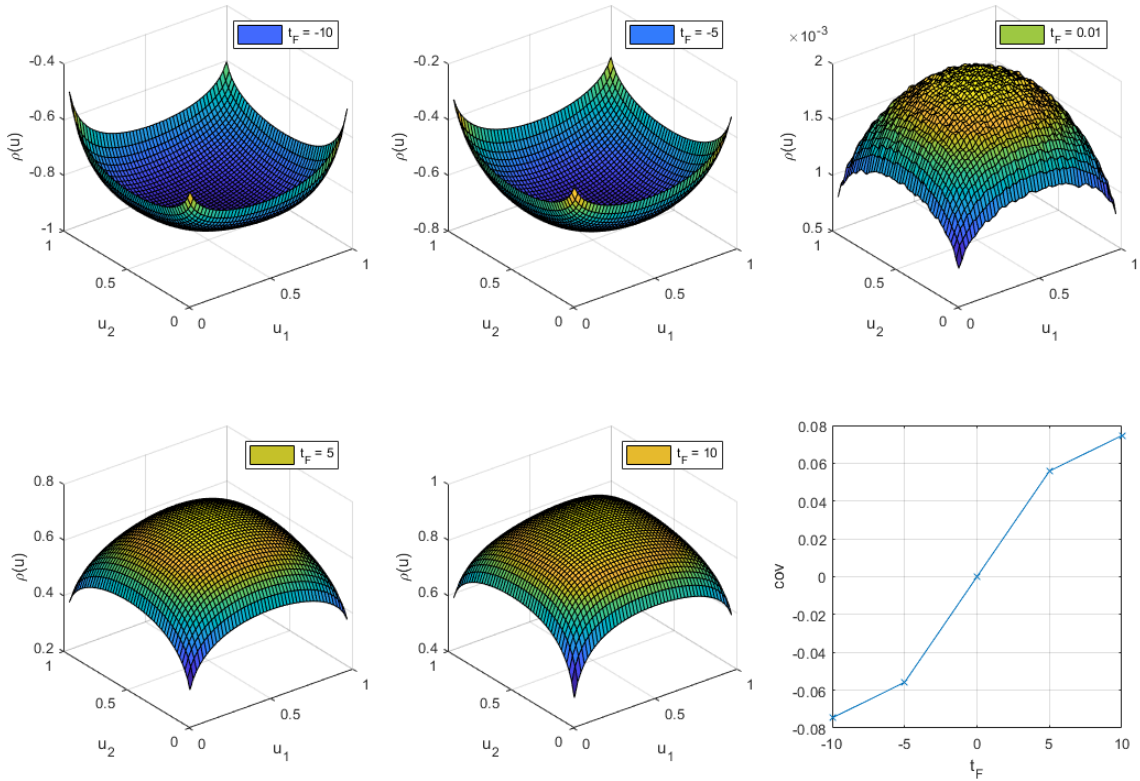 t_F = -10
-0.4
-0.6
-0.8
-1
ρ(u)
1
0.5
0
u_2
0
0.5
1
u_1
t_F = -5
-0.2
-0.4
-0.6
-0.8
ρ(u)
1
0.5
0
u_2
0
0.5
1
u_1
× 10^-3
t_F = 0.01
2
1.5
1
0.5
ρ(u)
1
0.5
0
u_2
0
0.5
1
u_1
t_F = 5
0.8
0.6
0.4
0.2
ρ(u)
1
0.5
0
u_2
0
0.5
1
u_1
t_F = 10
1
0.8
0.6
0.4
ρ(u)
1
0.5
0
u_2
0
0.5
1
u_1
0.08
0.06
0.04
0.02
0
-0.02
-0.04
-0.06
-0.08
cov
-10 -5 0 5 10
t_F